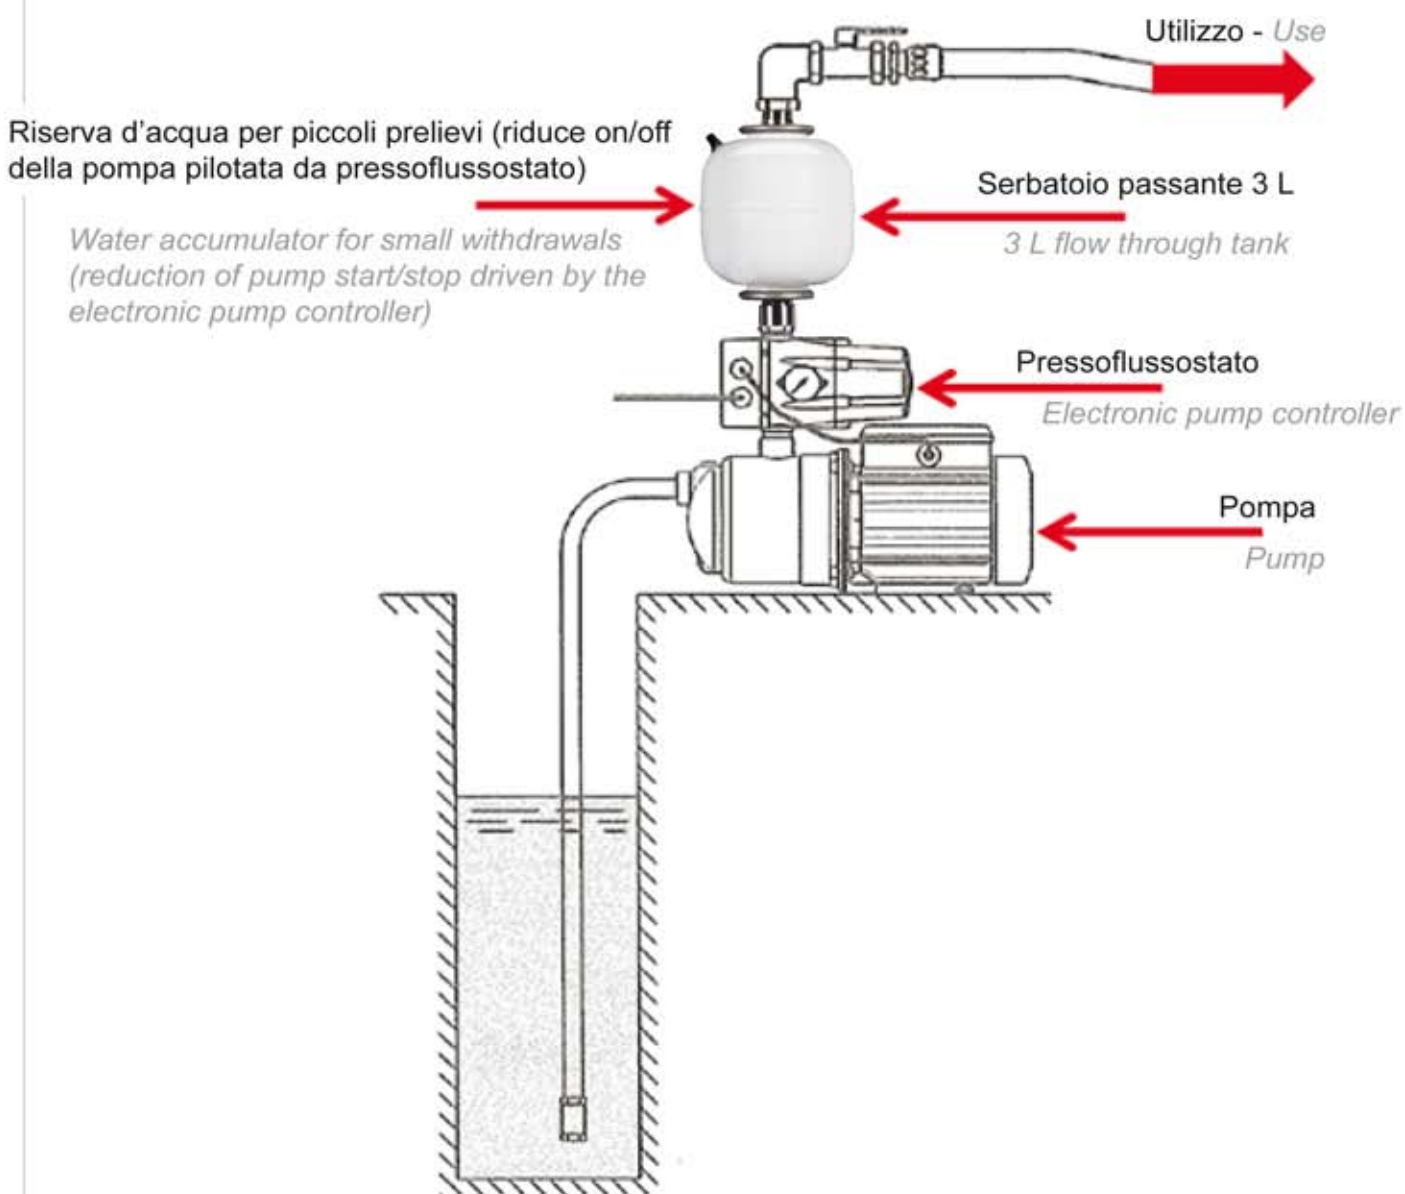 Utilizzo - Use
Riserva d'acqua per piccoli prelievi (riduce on/off
della pompa pilotata da pressoflussostato)
Water accumulator for small withdrawals
(reduction of pump start/stop driven by the
electronic pump controller)
Serbatoio passante 3 L
3 L flow through tank
Pressoflussostato
Electronic pump controller
Pompa
Pump